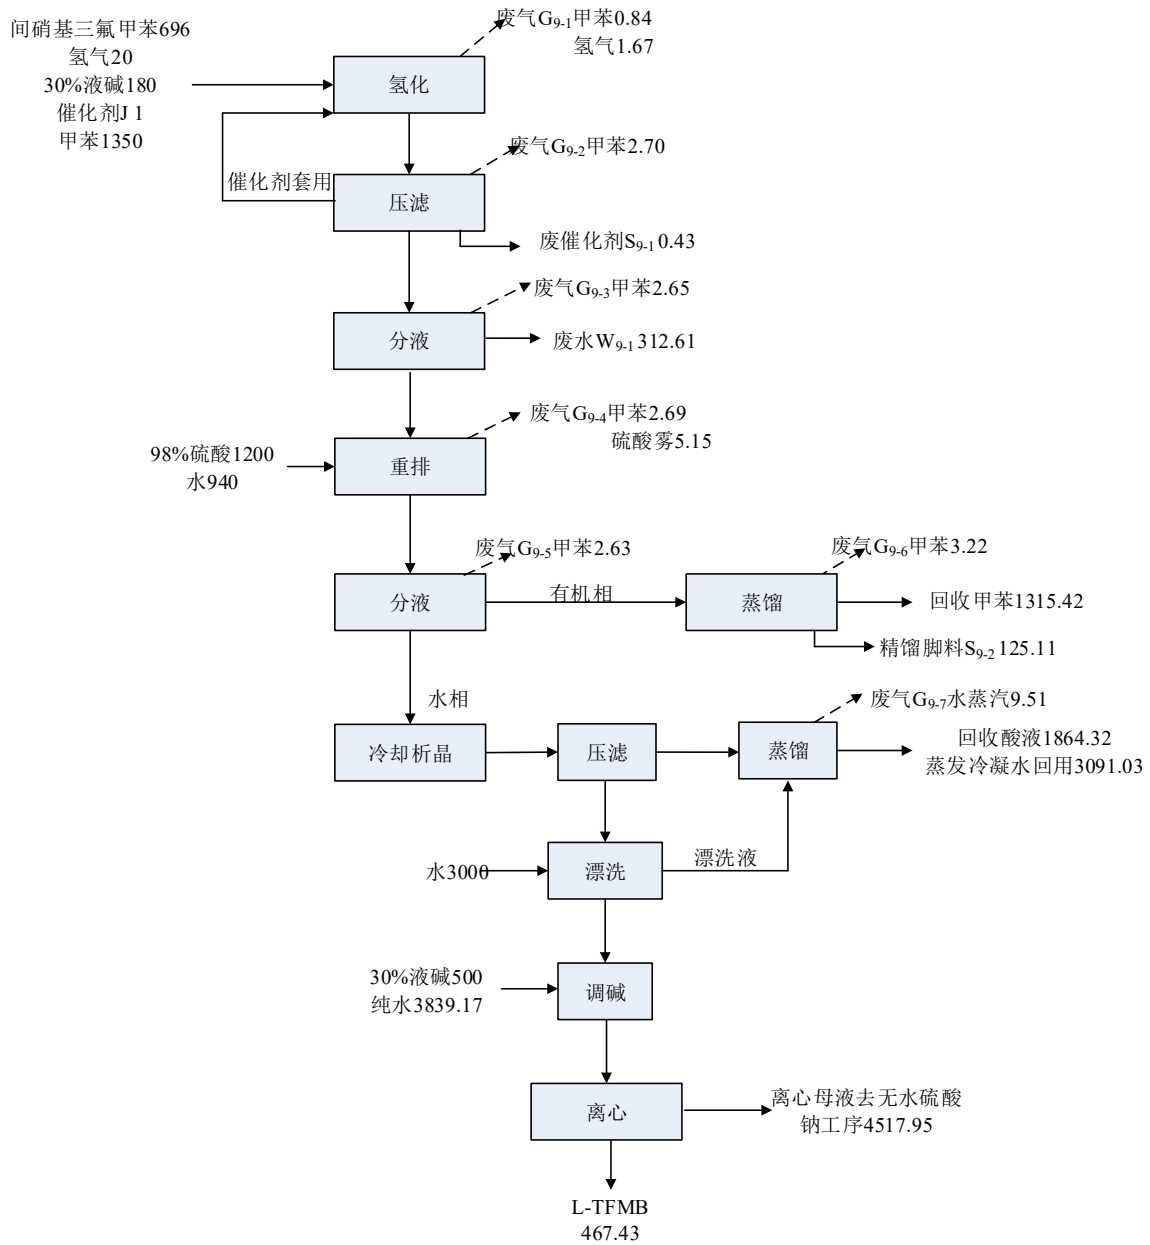 间硝基三氟甲苯696
氢气20
30%液碱180
催化剂J 1
甲苯1350
废气G9-1甲苯0.84
氢气1.67
氢化
废气G9-2甲苯2.70
催化剂套用
压滤
废催化剂S9-1 0.43
废气G9-3甲苯2.65
分液
废水W9-1 312.61
废气G9-4甲苯2.69
硫酸雾5.15
98%硫酸1200
水940
重排
废气G9-5甲苯2.63
分液
有机相
废气G9-6甲苯3.22
蒸馏
回收甲苯1315.42
精馏脚料S9-2 125.11
水相
冷却析晶
压滤
废气G9-7水蒸汽9.51
蒸馏
回收酸液1864.32
蒸发冷凝水回用3091.03
水3000
漂洗
漂洗液
30%液碱500
纯水3839.17
调碱
离心
离心母液去无水硫酸
钠工序4517.95
L-TFMB
467.43